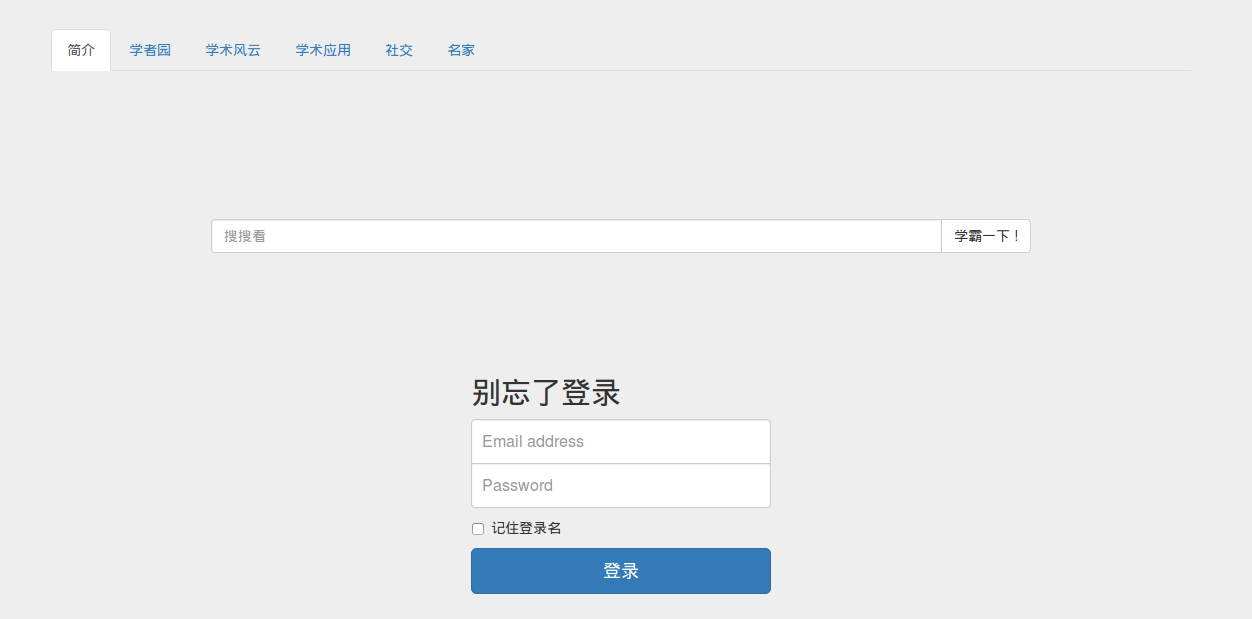 简介 学者园 学术风云 学术应用 社交 名家
搜搜看 学霸一下！
别忘了登录
Email address
Password
记住登录名
登录